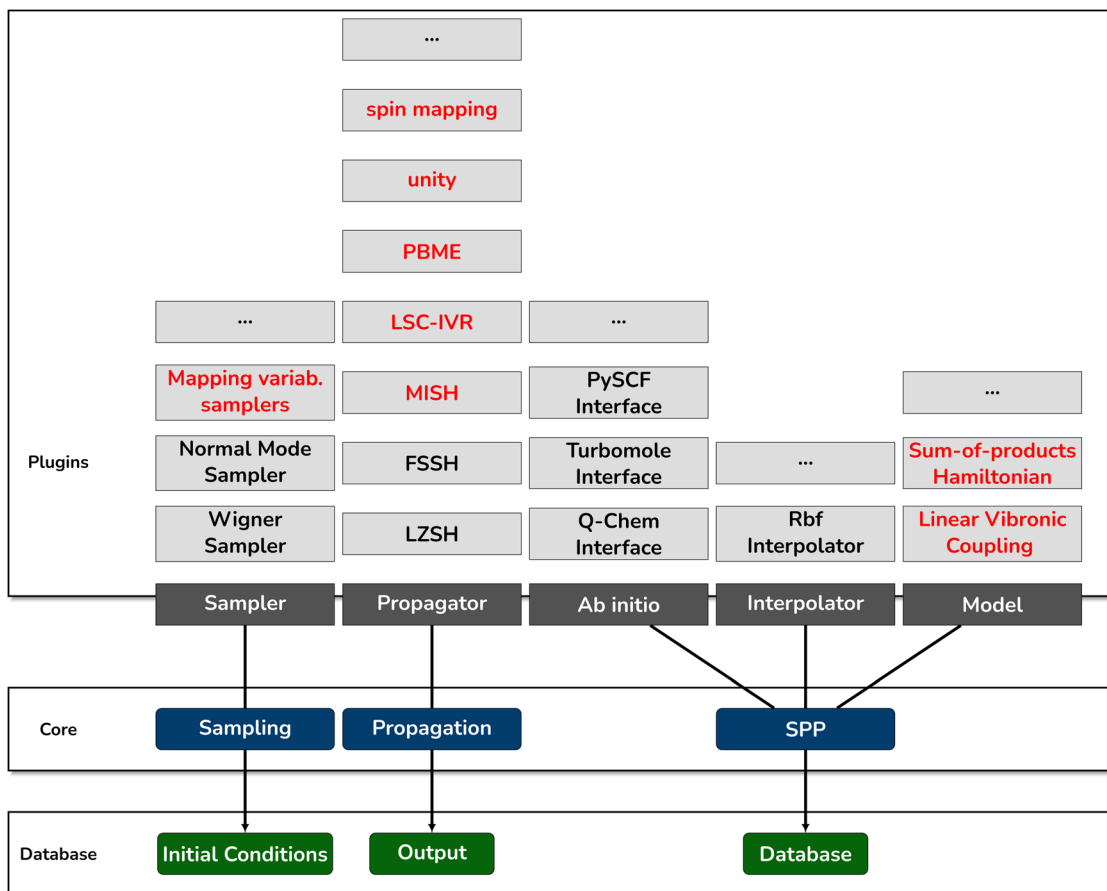 ...
spin mapping
unity
PBME
...
LSC-IVR
...
Mapping variab.
samplers
MISH
PySCF
Interface
...
Plugins
Normal Mode
Sampler
FSSH
Turbomole
Interface
...
Sum-of-products
Hamiltonian
Wigner
Sampler
LZSH
Q-Chem
Interface
Rbf
Interpolator
Linear Vibronic
Coupling
Sampler
Propagator
Ab initio
Interpolator
Model
Core
Sampling
Propagation
SPP
Database
Initial Conditions
Output
Database